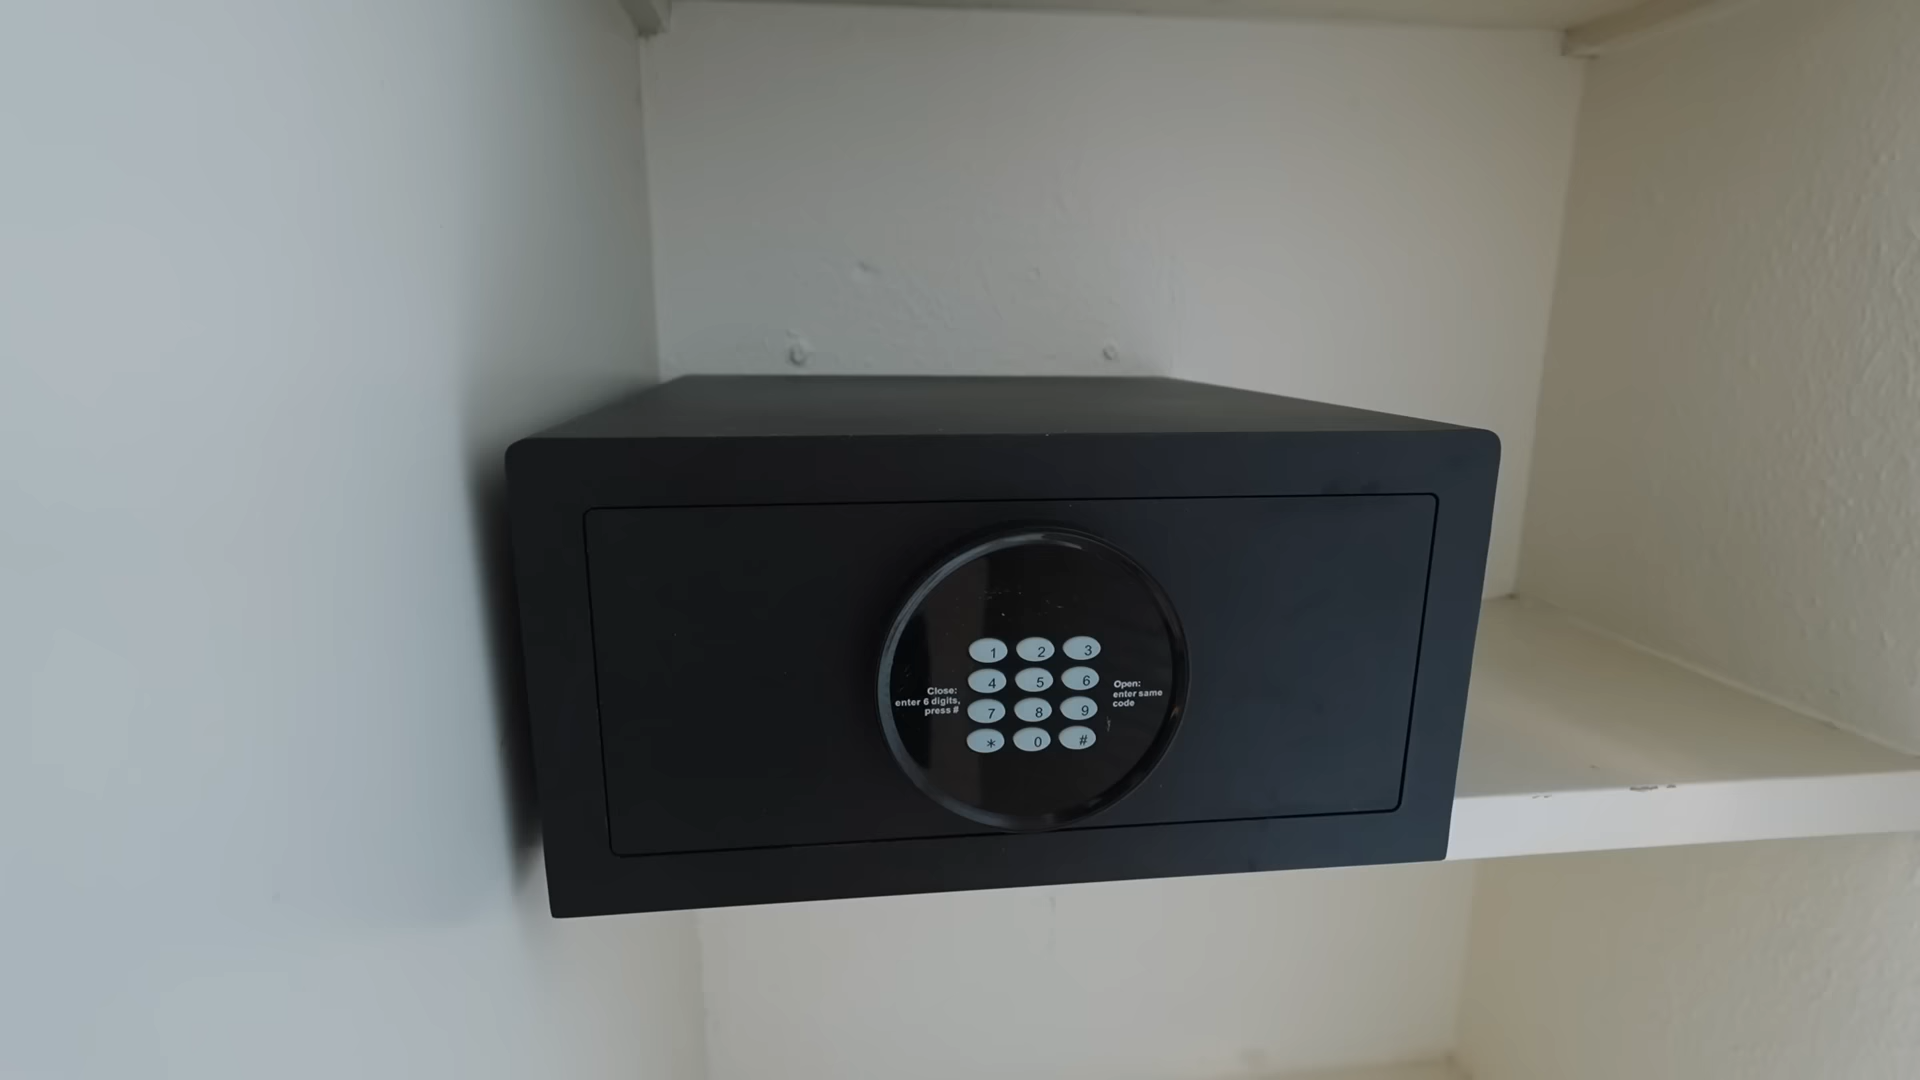 1 2 3
4 5 6
7 8 9
* 0 #
Close:
enter 6 digits,
press #
Open:
enter same
code